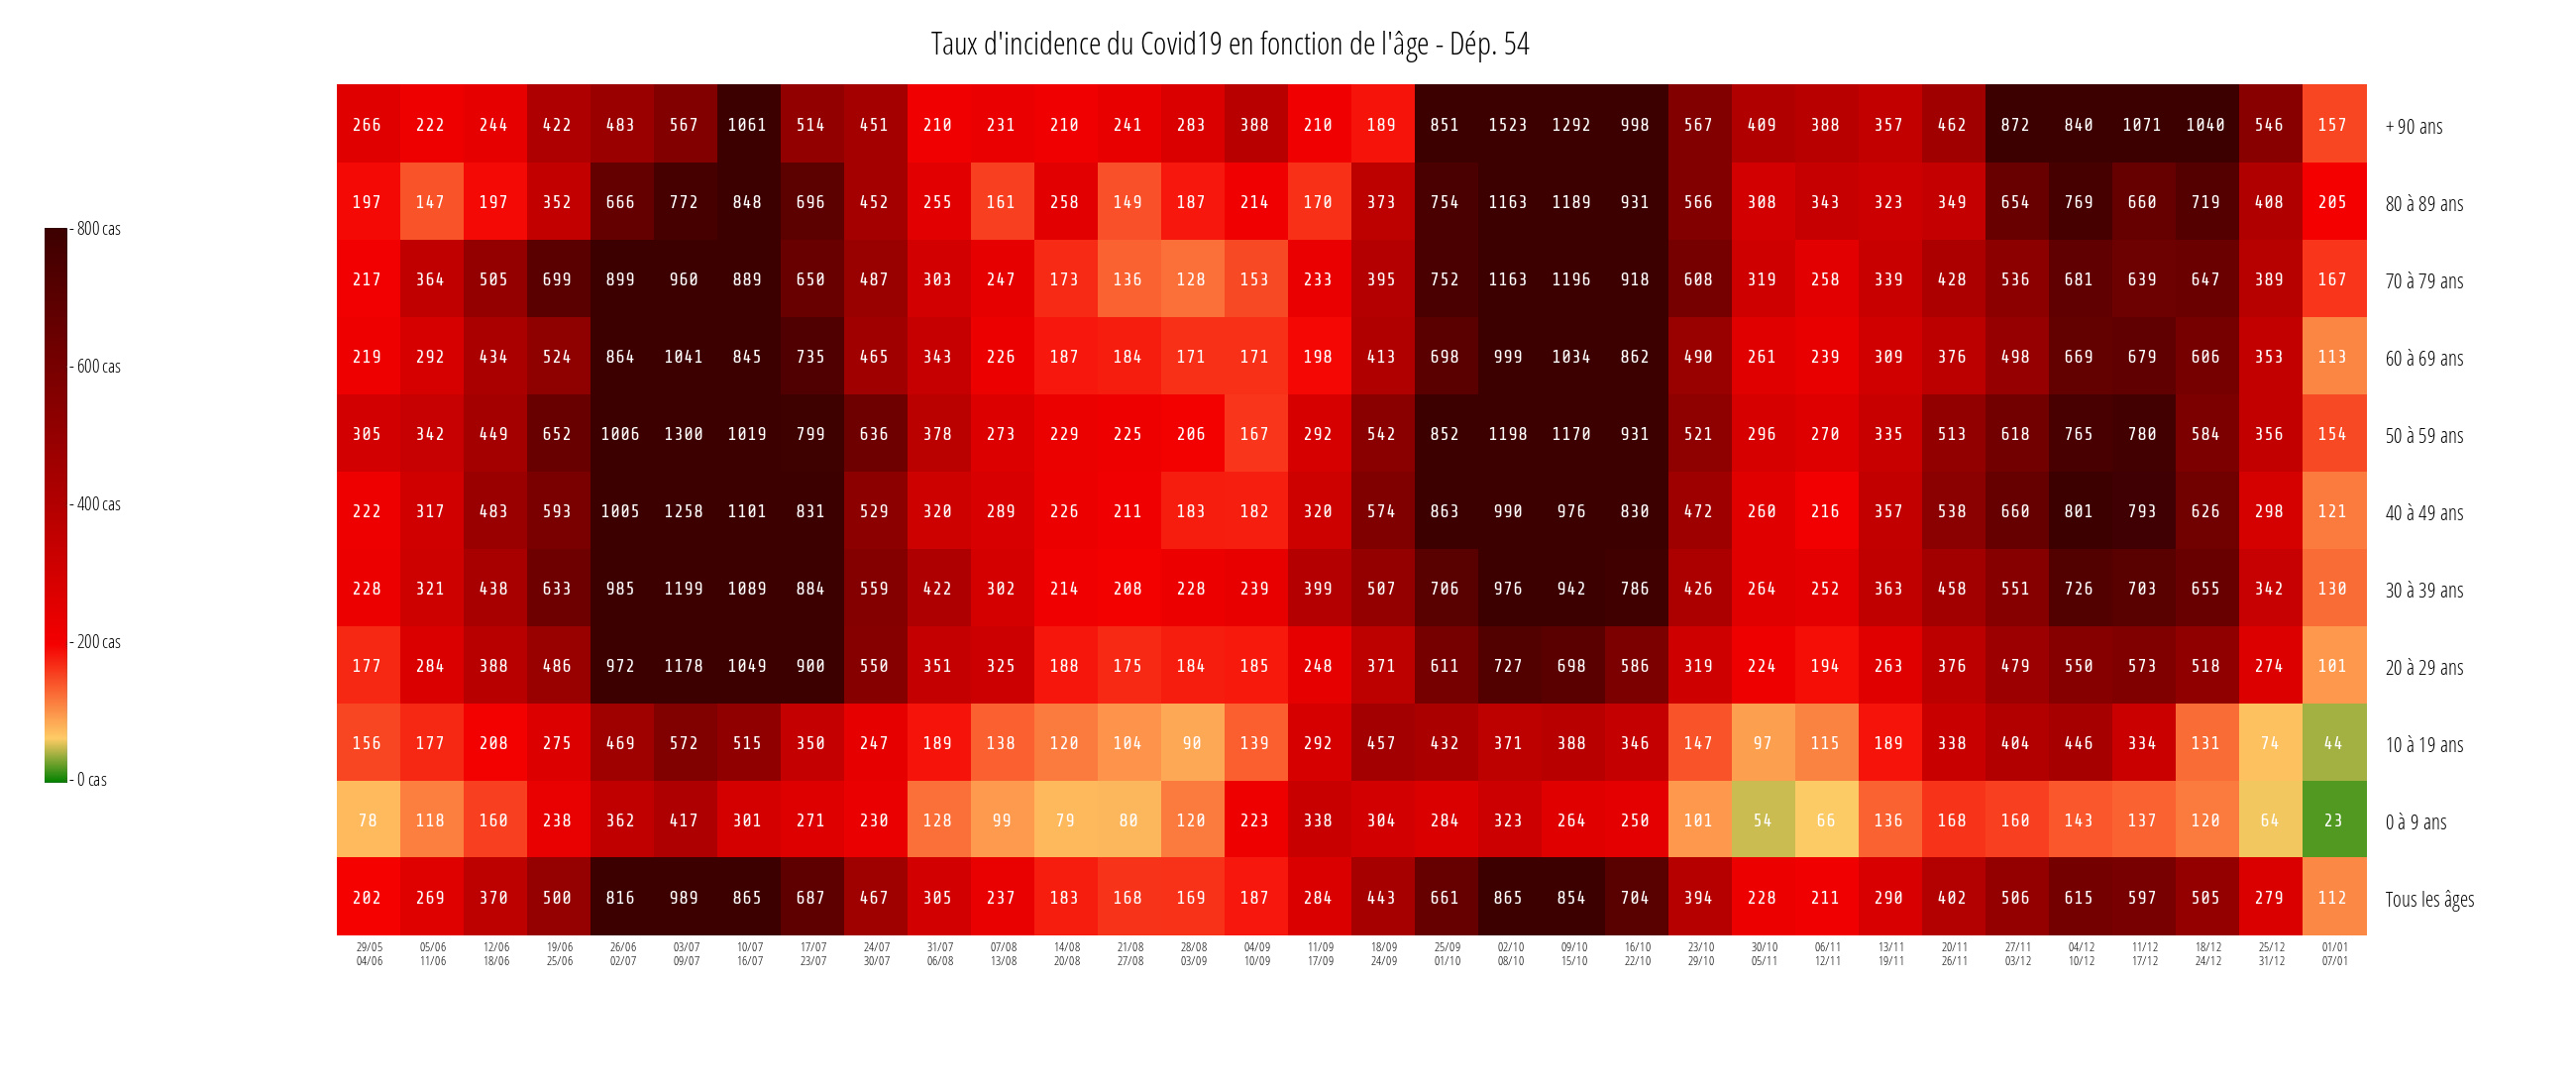 Taux d'incidence du Covid19 en fonction de l'âge - Dép. 54
266 222 244 422 483 567 1061 514 451 210 231 210 241 283 388 210 189 851 1523 1292 998 567 409 388 357 462 872 840 1071 1040 546 157 + 90 ans
197 147 197 352 666 772 848 696 452 255 161 258 149 187 214 170 373 754 1163 1189 931 566 308 343 323 349 654 769 660 719 408 205 80 à 89 ans
- 800 cas
217 364 505 699 899 960 889 650 487 303 247 173 136 128 153 233 395 752 1163 1196 918 608 319 258 339 428 536 681 639 647 389 167 70 à 79 ans
219 292 434 524 864 1041 845 735 465 343 226 187 184 171 171 198 413 698 999 1034 862 490 261 239 309 376 498 669 679 606 353 113 60 à 69 ans
- 600 cas
305 342 449 652 1006 1300 1019 799 636 378 273 229 225 206 167 292 542 852 1198 1170 931 521 296 270 335 513 618 765 780 584 356 154 50 à 59 ans
- 400 cas
222 317 483 593 1005 1258 1101 831 529 320 289 226 211 183 182 320 574 863 990 976 830 472 260 216 357 538 660 801 793 626 298 121 40 à 49 ans
228 321 438 633 985 1199 1089 884 559 422 302 214 208 228 239 399 507 706 976 942 786 426 264 252 363 458 551 726 703 655 342 130 30 à 39 ans
- 200 cas
177 284 388 486 972 1178 1049 900 550 351 325 188 175 184 185 248 371 611 727 698 586 319 224 194 263 376 479 550 573 518 274 101 20 à 29 ans
156 177 208 275 469 572 515 350 247 189 138 120 104 90 139 292 457 432 371 388 346 147 97 115 189 338 404 446 334 131 74 44 10 à 19 ans
- 0 cas
78 118 160 238 362 417 301 271 230 128 99 79 80 120 223 338 304 284 323 264 250 101 54 66 136 168 160 143 137 120 64 23 0 à 9 ans
202 269 370 500 816 989 865 687 467 305 237 183 168 169 187 284 443 661 865 854 704 394 228 211 290 402 506 615 597 505 279 112 Tous les âges
29/05 05/06 12/06 19/06 26/06 03/07 10/07 17/07 24/07 31/07 07/08 14/08 21/08 28/08 04/09 11/09 18/09 25/09 02/10 09/10 16/10 23/10 30/10 06/11 13/11 20/11 27/11 04/12 11/12 18/12 25/12 01/01
04/06 11/06 18/06 25/06 02/07 09/07 16/07 23/07 30/07 06/08 13/08 20/08 27/08 03/09 10/09 17/09 24/09 01/10 08/10 15/10 22/10 29/10 05/11 12/11 19/11 26/11 03/12 10/12 17/12 24/12 31/12 07/01